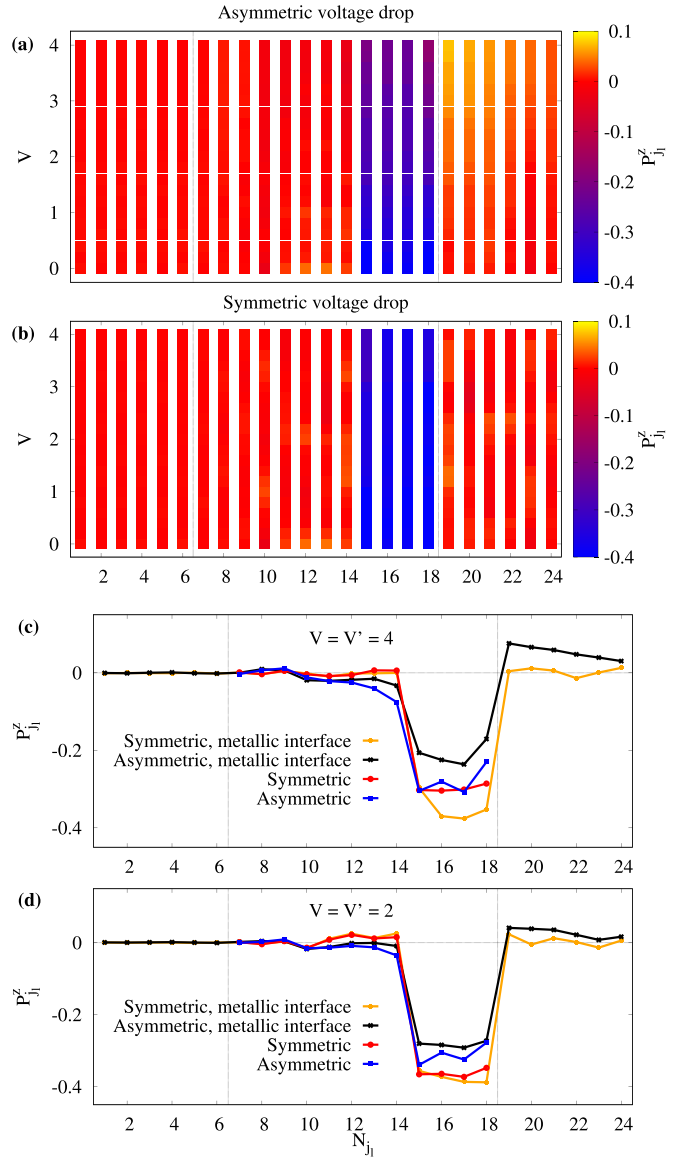 Asymmetric voltage drop
(a)
V
4
3
2
1
0
0.1
0
-0.1
-0.2
-0.3
-0.4
P^z_{j_l}
Symmetric voltage drop
(b)
V
4
3
2
1
0
2 4 6 8 10 12 14 16 18 20 22 24
0.1
0
-0.1
-0.2
-0.3
-0.4
P^z_{j_l}
(c)
V = V' = 4
P^z_{j_l}
0
-0.2
-0.4
Symmetric, metallic interface
Asymmetric, metallic interface
Symmetric
Asymmetric
2 4 6 8 10 12 14 16 18 20 22 24
(d)
V = V' = 2
P^z_{j_l}
0
-0.2
-0.4
Symmetric, metallic interface
Asymmetric, metallic interface
Symmetric
Asymmetric
2 4 6 8 10 12 14 16 18 20 22 24
N_{j_l}